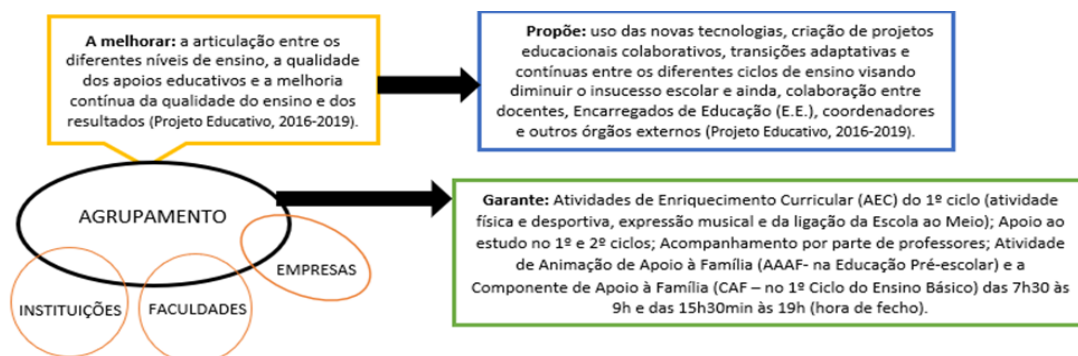 A melhorar: a articulação entre os
diferentes níveis de ensino, a qualidade
dos apoios educativos e a melhoria
contínua da qualidade do ensino e dos
resultados (Projeto Educativo, 2016-2019).
Propõe: uso das novas tecnologias, criação de projetos
educacionais colaborativos, transições adaptativas e
contínuas entre os diferentes ciclos de ensino visando
diminuir o insucesso escolar e ainda, colaboração entre
docentes, Encarregados de Educação (E.E.), coordenadores
e outros órgãos externos (Projeto Educativo, 2016-2019).
AGRUPAMENTO
EMPRESAS
INSTITUIÇÕES
FACULDADES
Garante: Atividades de Enriquecimento Curricular (AEC) do 1º ciclo (atividade
física e desportiva, expressão musical e da ligação da Escola ao Meio); Apoio ao
estudo no 1º e 2º ciclos; Acompanhamento por parte de professores; Atividade
de Animação de Apoio à Família (AAAF- na Educação Pré-escolar) e a
Componente de Apoio à Família (CAF – no 1º Ciclo do Ensino Básico) das 7h30 às
9h e das 15h30min às 19h (hora de fecho).